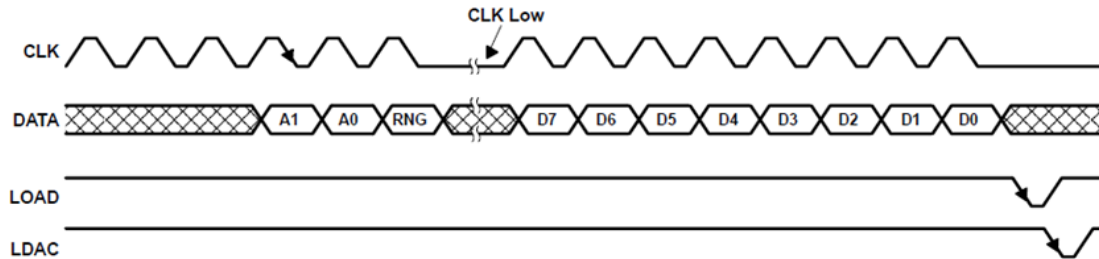 CLK Low
CLK
DATA A1 A0 RNG D7 D6 D5 D4 D3 D2 D1 D0
LOAD
LDAC